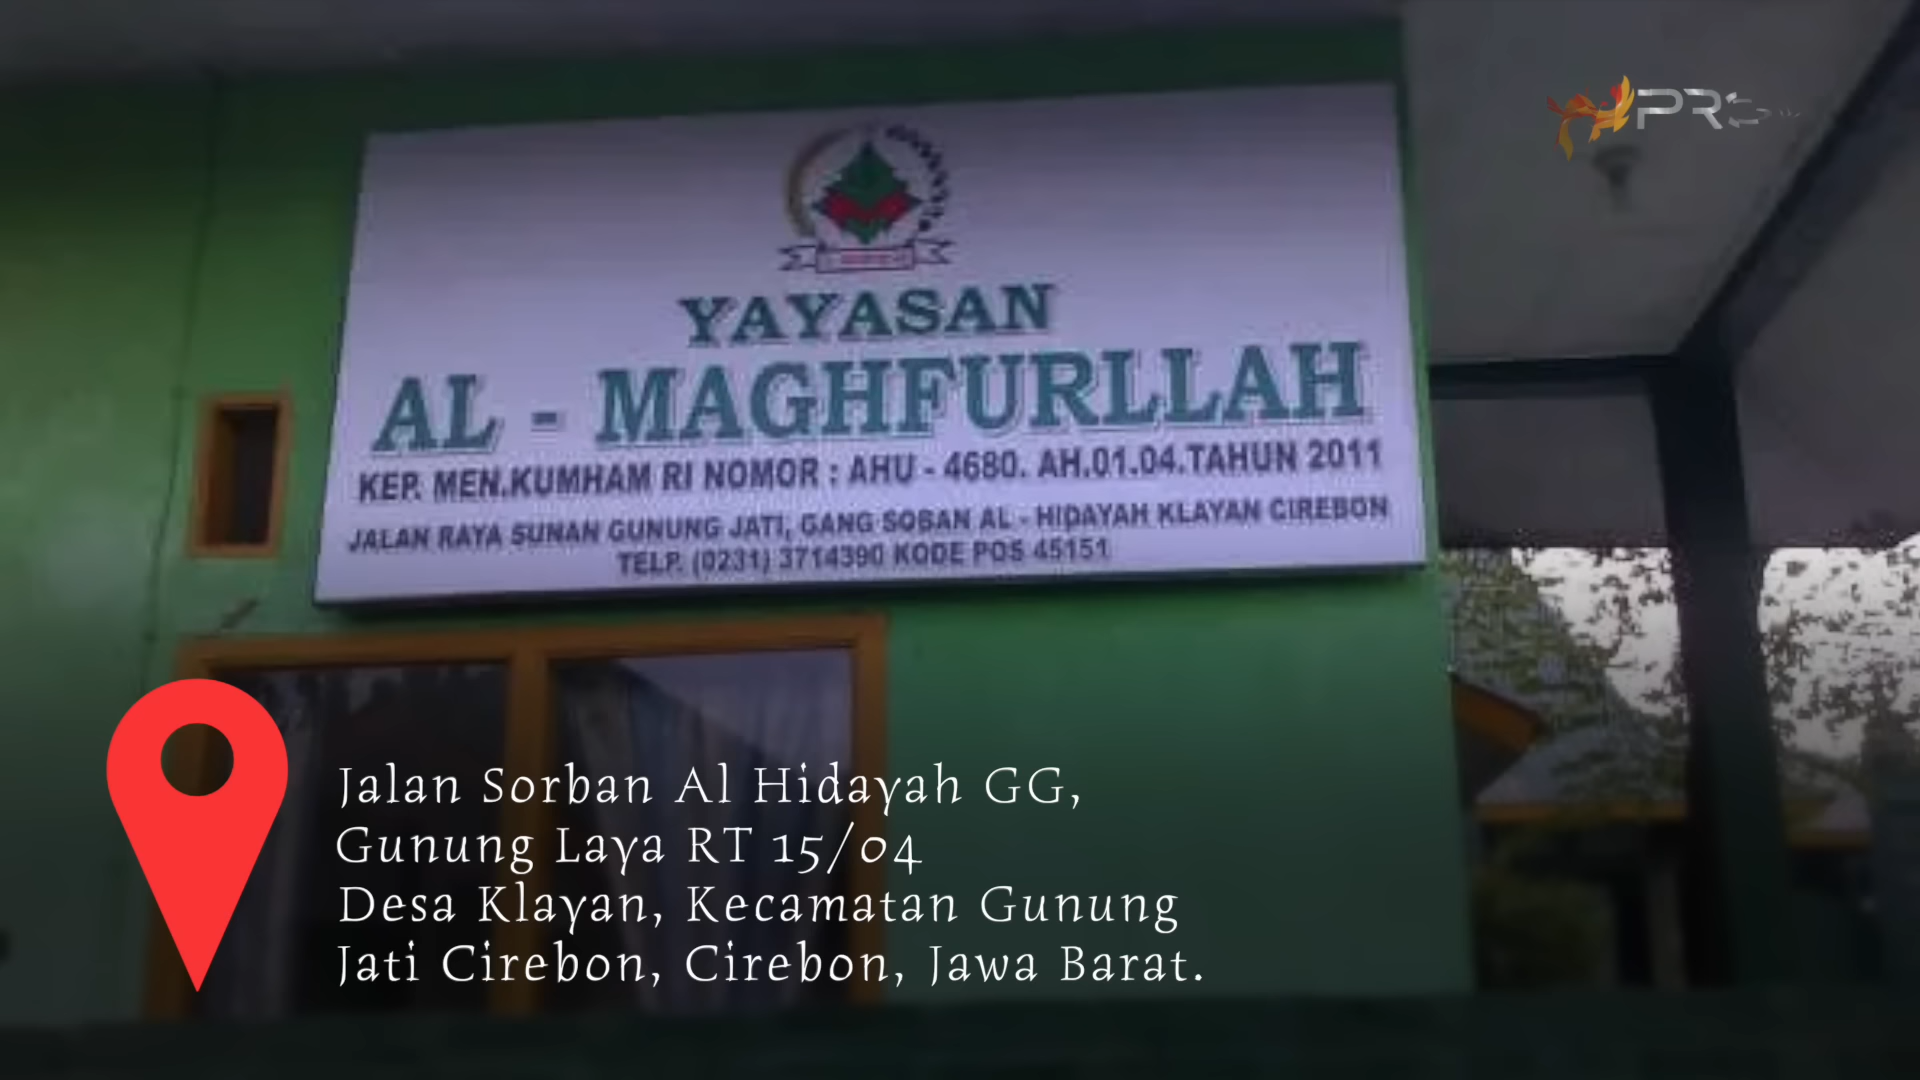 PR
YAYASAN
AL - MAGHFURLLAH
KEP. MEN.KUMHAM RI NOMOR : AHU - 4680. AH.01.04.TAHUN 2011
JALAN RAYA SUNAN GUNUNG JATI, GANG SOBAN AL - HIDAYAH KLAYAN CIREBON
TELP. (0231) 3714390 KODE POS 45151
Jalan Sorban Al Hidayah GG,
Gunung Laya RT 15/04
Desa Klayan, Kecamatan Gunung
Jati Cirebon, Cirebon, Jawa Barat.